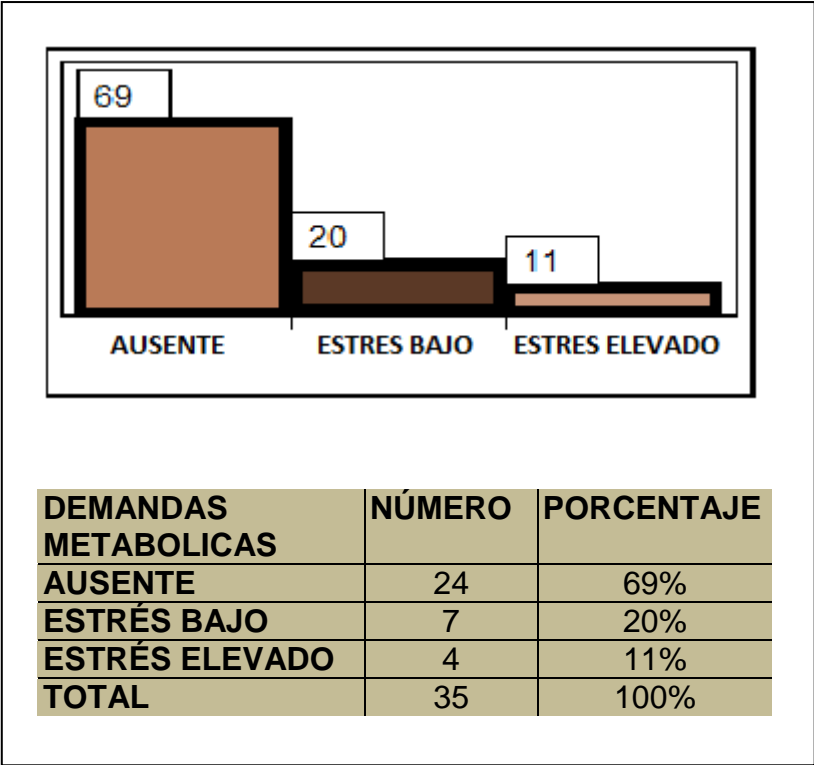 69
20
11
AUSENTE ESTRES BAJO ESTRES ELEVADO
DEMANDAS METABOLICAS NÚMERO PORCENTAJE
AUSENTE 24 69%
ESTRÉS BAJO 7 20%
ESTRÉS ELEVADO 4 11%
TOTAL 35 100%